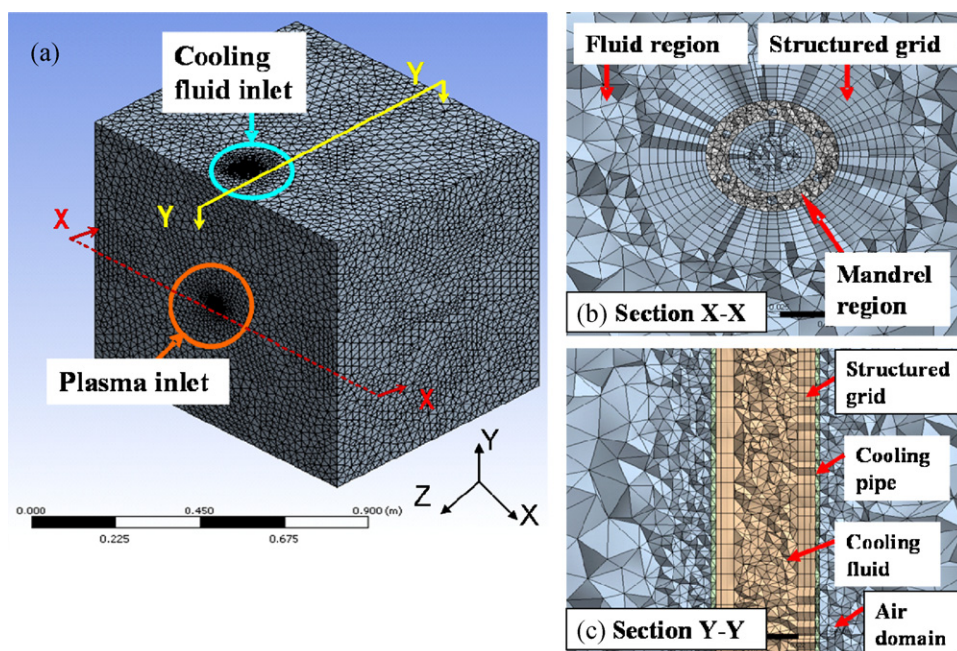 (a)
Cooling
fluid inlet
Y
Y
X
Plasma inlet
X
Y
Z
X
0.000
0.450
0.900 (m)
0.225
0.675
Fluid region
Structured grid
Mandrel
region
(b) Section X-X
Structured
grid
Cooling
pipe
Cooling
fluid
Air
domain
(c) Section Y-Y